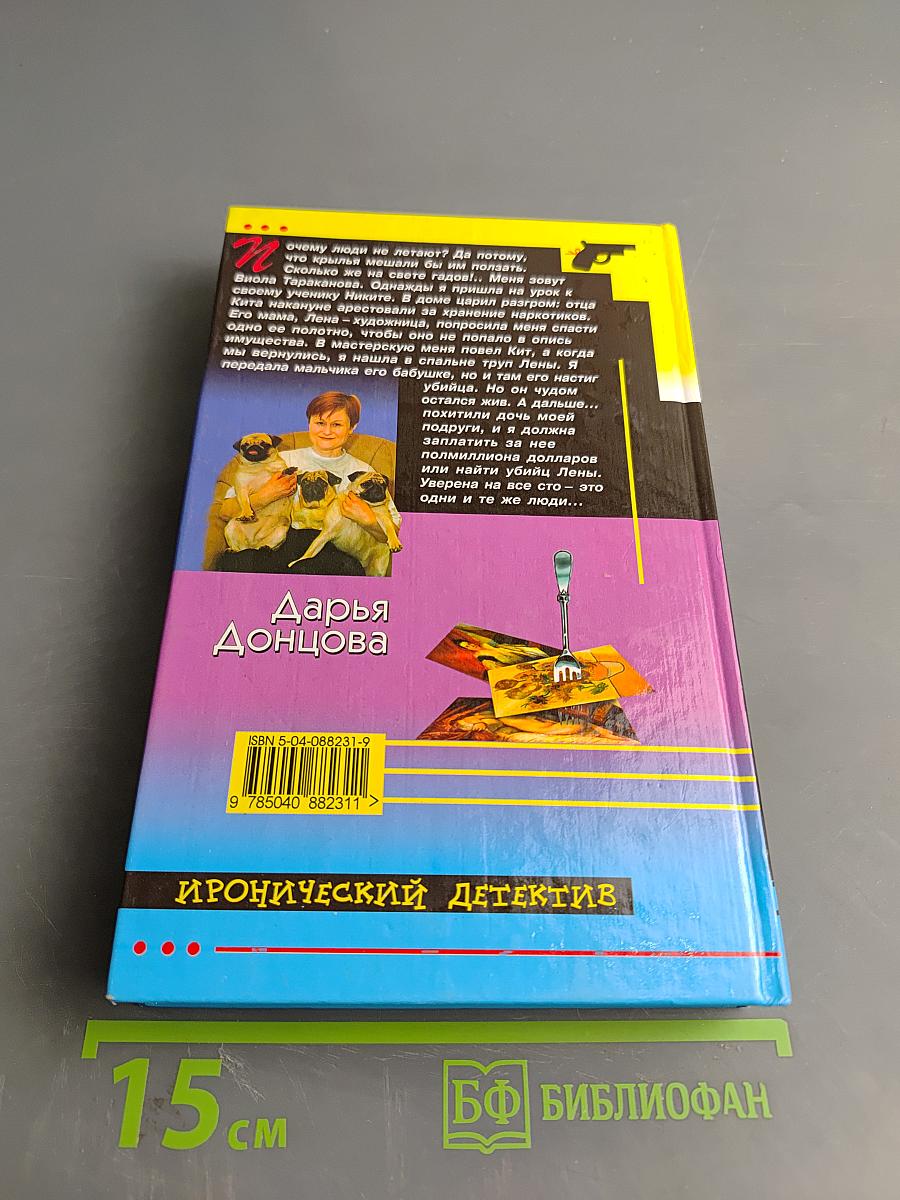 Почему люди не летают? Да потому,
что крылья мешали бы им ползать.
Сколько же на свете гадов!.. Меня зовут
Виола Тараканова. Однажды я пришла на урок к
своему ученику Никите. В доме царил разгром: отца
Кита накануне арестовали за хранение наркотиков.
Его мама, Лена – художница, попросила меня спасти
одно ее полотно, чтобы оно не попало в опись
имущества. В мастерскую меня повел Кит, а когда
мы вернулись, я нашла в спальне труп Лены. Я
передала мальчика его бабушке, но и там его настиг
убийца. Но он чудом
остался жив. А дальше...
похитили дочь моей
подруги, и я должна
заплатить за нее
полмиллиона долларов
или найти убийц Лены.
Уверена на все сто – это
одни и те же люди...
Дарья
Донцова
ISBN 5-04-088231-9
9 785040 882311 >
ИРОНИЧЕСКИЙ ДЕТЕКТИВ
15 см
БФ БИБЛИОФАН